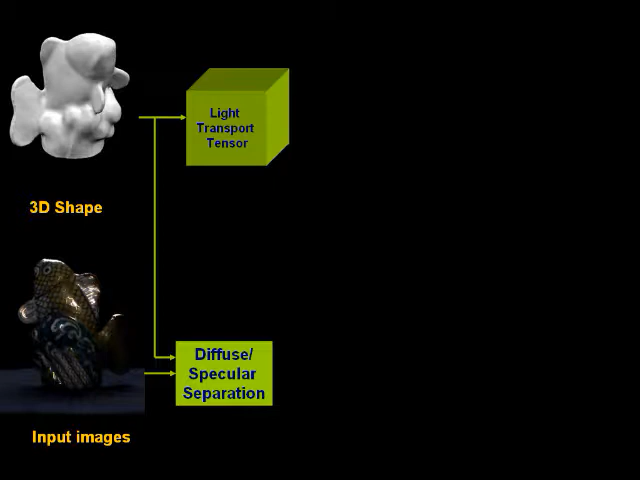 Light
Transport
Tensor
3D Shape
Diffuse/
Specular
Separation
Input images